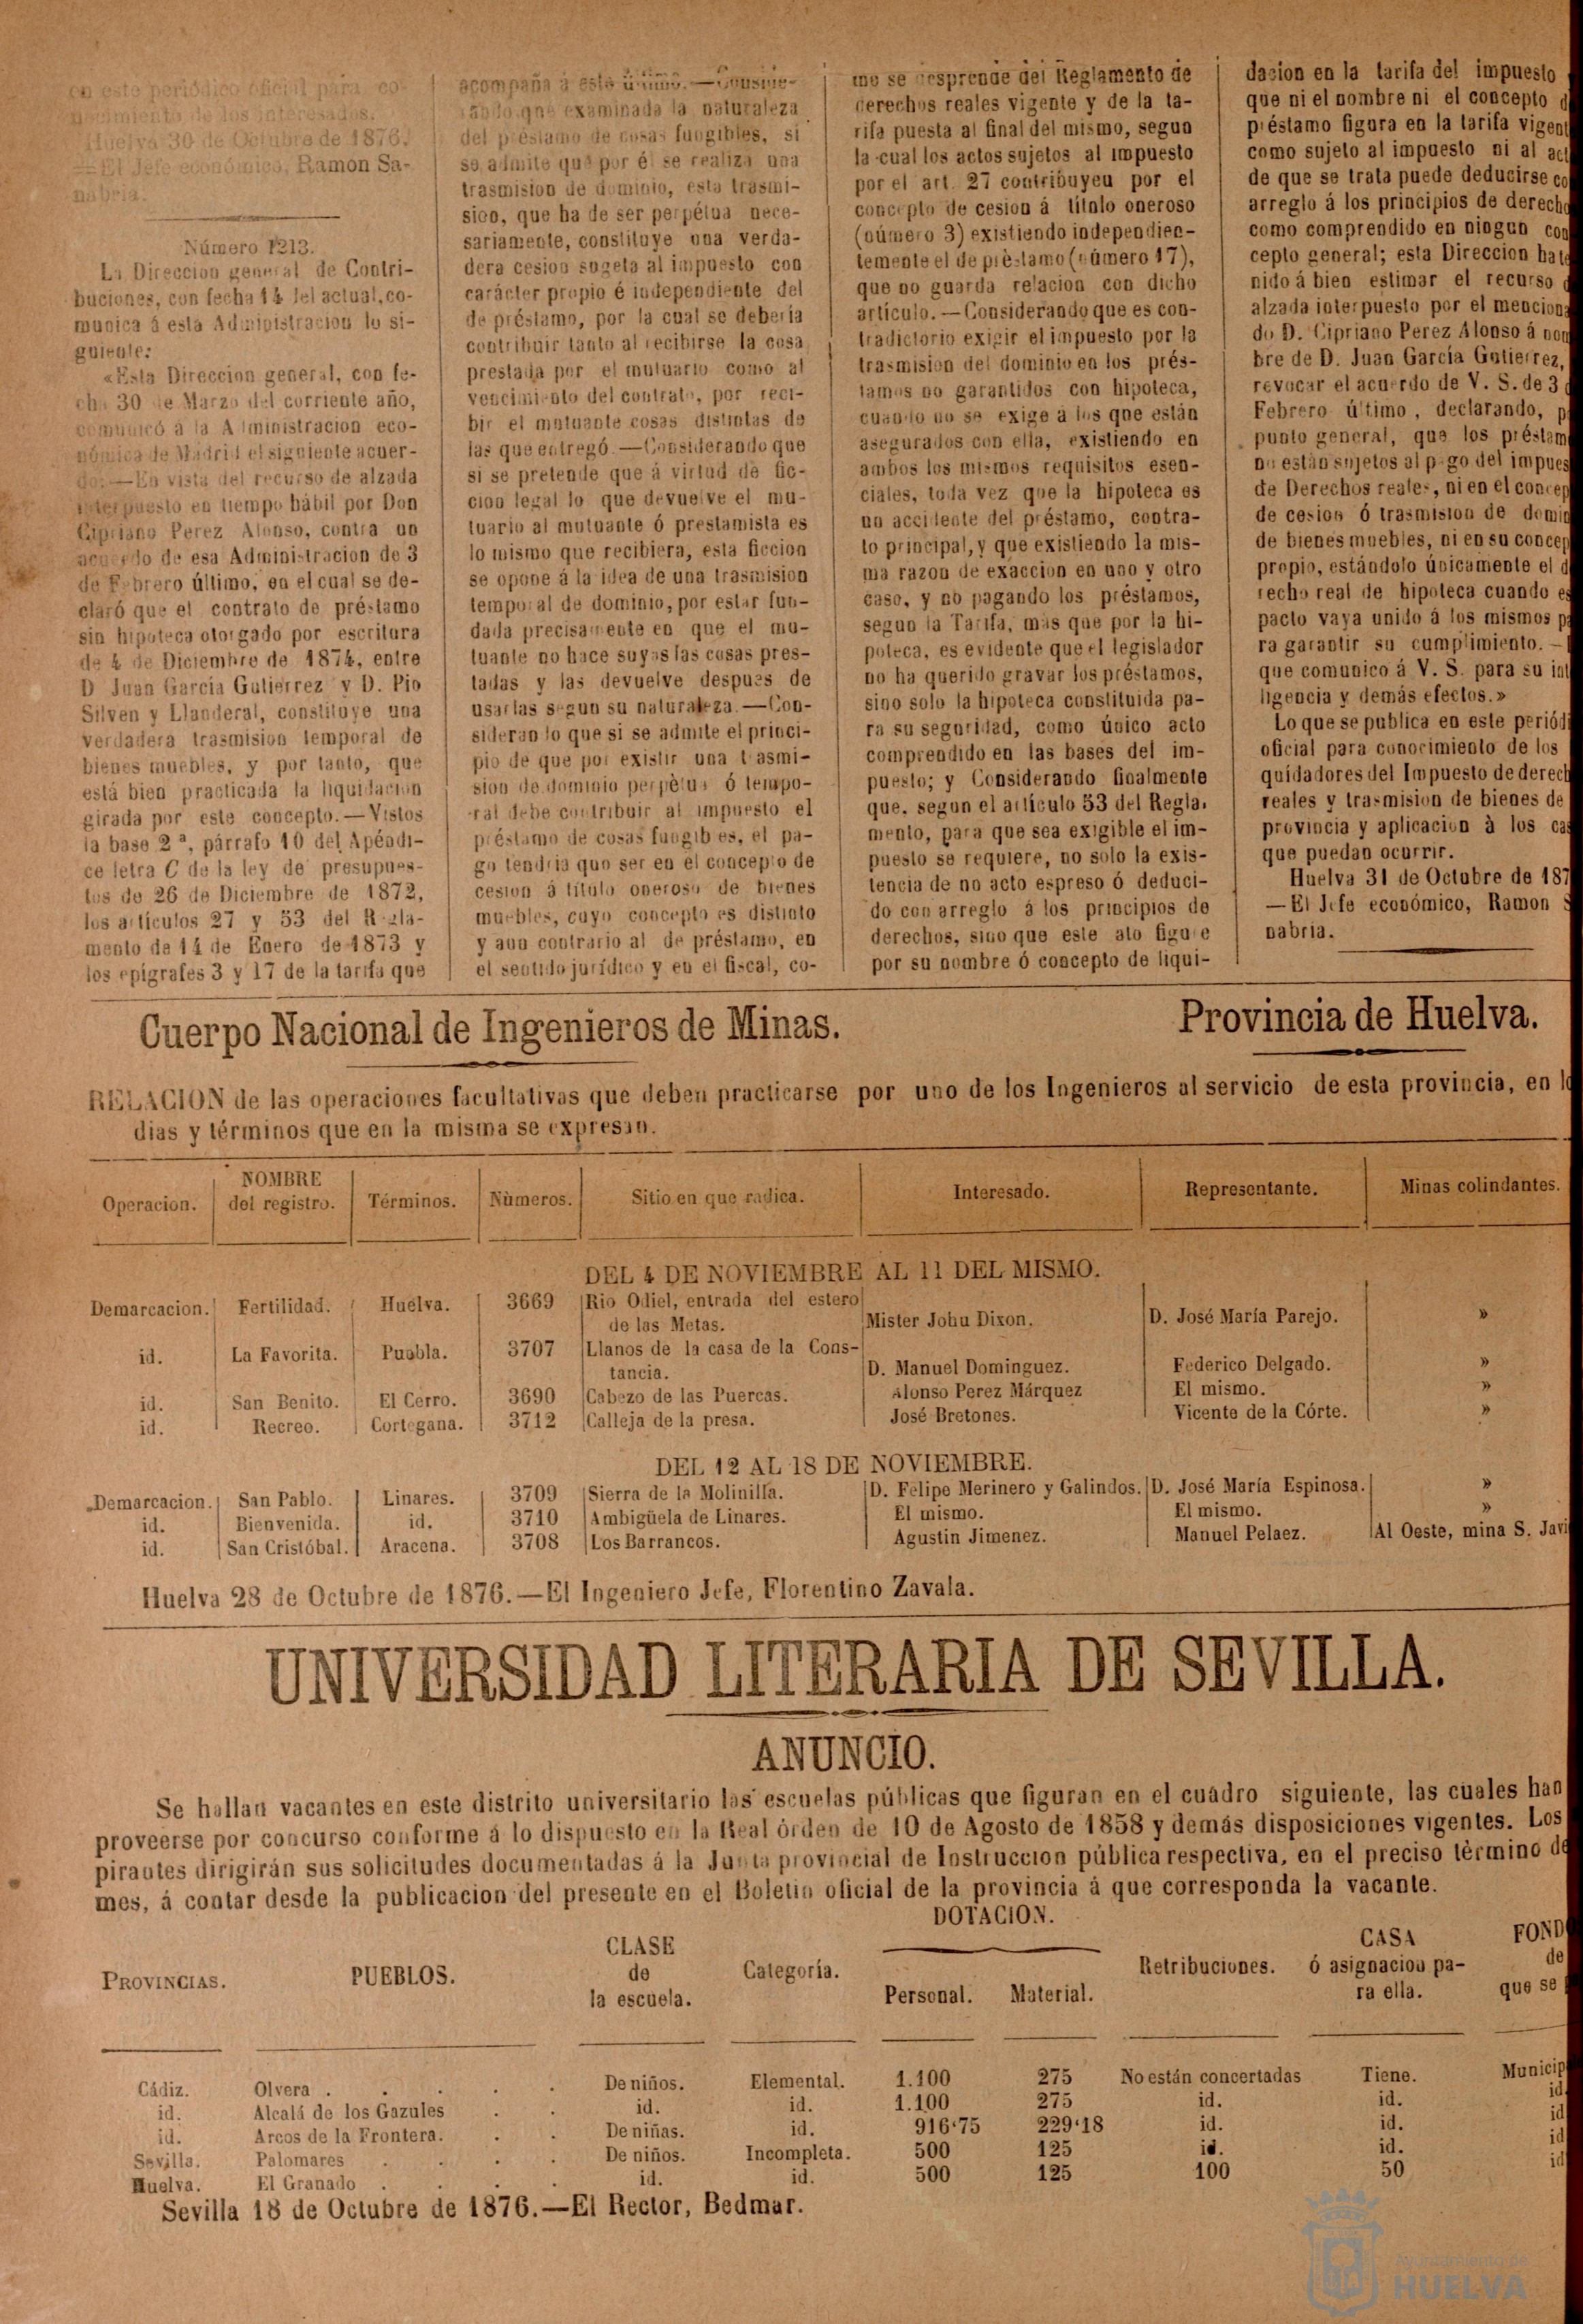 en este periódico oficial para co-
nocimiento de los interesados.
Huelva 30 de Octubre de 1876.
=El Jefe económico, Ramon Sa-
nabria.
Número 1213.
La Direccion general de Contri-
buciones, con fecha 14 del actual, co-
munica á esta Administracion lo si-
guiente:
«Esta Direccion general, con fe-
cha 30 de Marzo del corriente año,
comunicó á la Administracion eco-
nómica de Madrid el siguiente acuer-
do:—En vista del recurso de alzada
interpuesto en tiempo hábil por Don
Cipriano Perez Alonso, contra un
acuerdo de esa Administracion de 3
de Febrero último, en el cual se de-
claró que el contrato de préstamo
sin hipoteca otorgado por escritura
de 4 de Diciembre de 1874, entre
D Juan García Gutierrez y D. Pio
Silven y Llanderal, constituye una
verdadera trasmision temporal de
bienes muebles, y por tanto, que
está bien practicada la liquidacion
girada por este concepto.—Vistos
la base 2.ª, párrafo 10 del Apéndi-
ce letra C de la ley de presupues-
tos de 26 de Diciembre de 1872,
los artículos 27 y 53 del Regla-
mento de 14 de Enero de 1873 y
los epígrafes 3 y 17 de la tarifa que
acompaña á este último.—Conside-
rando que examinada la naturaleza
del préstamo de cosas fungibles, si
se admite que por él se realiza una
trasmision de dominio, esta trasmi-
sion, que ha de ser perpétua nece-
sariamente, constituye una verda-
dera cesion sugeta al impuesto con
carácter propio é independiente del
de préstamo, por la cual se deberia
contribuir tanto al recibirse la cosa
prestada por el mutuario como al
vencimiento del contrato, por reci-
bir el mutuante cosas distintas de
las que entregó.—Considerando que
si se pretende que á virtud de fic-
cion legal lo que devuelve el mu-
tuario al mutuante ó prestamista es
lo mismo que recibiera, esta ficcion
se opone á la idea de una trasmision
temporal de dominio, por estar fun-
dada precisamente en que el mu-
tuante no hace suyas las cosas pres-
tadas y las devuelve despues de
usarlas segun su naturaleza.—Con-
siderando que si se admite el princi-
pio de que por existir una trasmi-
sion de dominio perpétua ó tempo-
ral debe contribuir al impuesto el
préstamo de cosas fungibles, el pa-
go tendria que ser en el concepto de
cesion á título oneroso de bienes
muebles, cuyo concepto es distinto
y aun contrario al de préstamo, en
el sentido jurídico y en el fiscal, co-
mo se desprende del Reglamento de
derechos reales vigente y de la ta-
rifa puesta al final del mismo, segun
la cual los actos sujetos al impuesto
por el art. 27 contribuyen por el
concepto de cesion á título oneroso
(número 3) existiendo independien-
temente el de préstamo (número 17),
que no guarda relacion con dicho
artículo.—Considerando que es con-
tradictorio exigir el impuesto por la
trasmision del dominio en los prés-
tamos no garantidos con hipoteca,
cuando no se exige á los que están
asegurados con ella, existiendo en
ambos los mismos requisitos esen-
ciales, toda vez que la hipoteca es
un accidente del préstamo, contra-
to principal, y que existiendo la mis-
ma razon de exaccion en uno y otro
caso, y no pagando los préstamos,
segun la Tarifa, mas que por la hi-
poteca, es evidente que el legislador
no ha querido gravar los préstamos,
sino solo la hipoteca constituida pa-
ra su seguridad, como único acto
comprendido en las bases del im-
puesto; y Considerando finalmente
que, segun el artículo 53 del Regla-
mento, para que sea exigible el im-
puesto se requiere, no solo la exis-
tencia de no acto espreso ó deduci-
do con arreglo á los principios de
derechos, sino que este ato figure
por su nombre ó concepto de liqui-
dacion en la tarifa del impuesto
que ni el nombre ni el concepto d
préstamo figura en la tarifa vigent
como sujeto al impuesto ni al act
de que se trata puede deducirse co
arreglo á los principios de derecho
como comprendido en ningun con
cepto general; esta Direccion ha te
nido á bien estimar el recurso d
alzada interpuesto por el menciona
do D. Cipriano Perez Alonso á nom
bre de D. Juan García Gutierrez,
revocar el acuerdo de V. S. de 3 d
Febrero último, declarando, p
punto general, que los préstam
no están sujetos al pago del impues
de Derechos reales, ni en el concep
de cesion ó trasmision de domin
de bienes muebles, ni en su concep
propio, estándolo únicamente el d
recho real de hipoteca cuando es
pacto vaya unido á los mismos pa
ra garantir su cumplimiento.—
que comunico á V. S. para su int
ligencia y demás efectos.»
Lo que se publica en este periódi
oficial para conocimiento de los
quidadores del Impuesto de derech
reales y trasmision de bienes de
provincia y aplicacion à los cas
que puedan ocurrir.
Huelva 31 de Octubre de 187
—El Jefe económico, Ramon S
nabria.
Cuerpo Nacional de Ingenieros de Minas. Provincia de Huelva.
RELACION de las operaciones facultativas que deben practicarse por uno de los Ingenieros al servicio de esta provincia, en lo
dias y términos que en la misma se expresan.
Operacion. NOMBRE del registro. Términos. Nùmeros. Sitio en que radica. Interesado. Representante. Minas colindantes.
DEL 4 DE NOVIEMBRE AL 11 DEL MISMO.
Demarcacion. Fertilidad. Huelva. 3669 Rio Odiel, entrada del estero
de las Metas. Mister John Dixon. D. José María Parejo. »
id. La Favorita. Puebla. 3707 Llanos de la casa de la Cons-
tancia. D. Manuel Dominguez. Federico Delgado. »
id. San Benito. El Cerro. 3690 Cabezo de las Puercas. Alonso Perez Márquez El mismo. »
id. Recreo. Cortegana. 3712 Calleja de la presa. José Bretones. Vicente de la Córte. »
DEL 12 AL 18 DE NOVIEMBRE.
Demarcacion. San Pablo. Linares. 3709 Sierra de la Molinilla. D. Felipe Merinero y Galindos. D. José María Espinosa. »
id. Bienvenida. id. 3710 Ambigüela de Linares. El mismo. El mismo. »
id. San Cristóbal. Aracena. 3708 Los Barrancos. Agustin Jimenez. Manuel Pelaez. Al Oeste, mina S. Javi
Huelva 28 de Octubre de 1876.—El Ingeniero Jefe, Florentino Zavala.
UNIVERSIDAD LITERARIA DE SEVILLA.
ANUNCIO.
Se hallan vacantes en este distrito universitario las escuelas públicas que figuran en el cuadro siguiente, las cuales han
proveerse por concurso conforme á lo dispuesto en la Real órden de 10 de Agosto de 1858 y demás disposiciones vigentes. Los
pirantes dirigirán sus solicitudes documentadas á la Junta provincial de Instruccion pública respectiva, en el preciso tèrmino de
mes, á contar desde la publicacion del presente en el Boletin oficial de la provincia á que corresponda la vacante.
PROVINCIAS. PUEBLOS. CLASE de la escuela. Categoría. DOTACION. Personal. Material. Retribuciones. CASA ó asignacion pa- ra ella. FOND de que se
Cádiz. Olvera . . . . . De niños. Elemental. 1.100 275 No están concertadas Tiene. Municip
id. Alcalá de los Gazules . . id. id. 1.100 275 id. id. id
id. Arcos de la Frontera. . . De niñas. id. 916‘75 229‘18 id. id. id
Sevilla. Palomares . . . . De niños. Incompleta. 500 125 id. id. id
Huelva. El Granado . . . . id. id. 500 125 100 50 id
Sevilla 18 de Octubre de 1876.—El Rector, Bedmar.
Ayuntamiento de
HUELVA